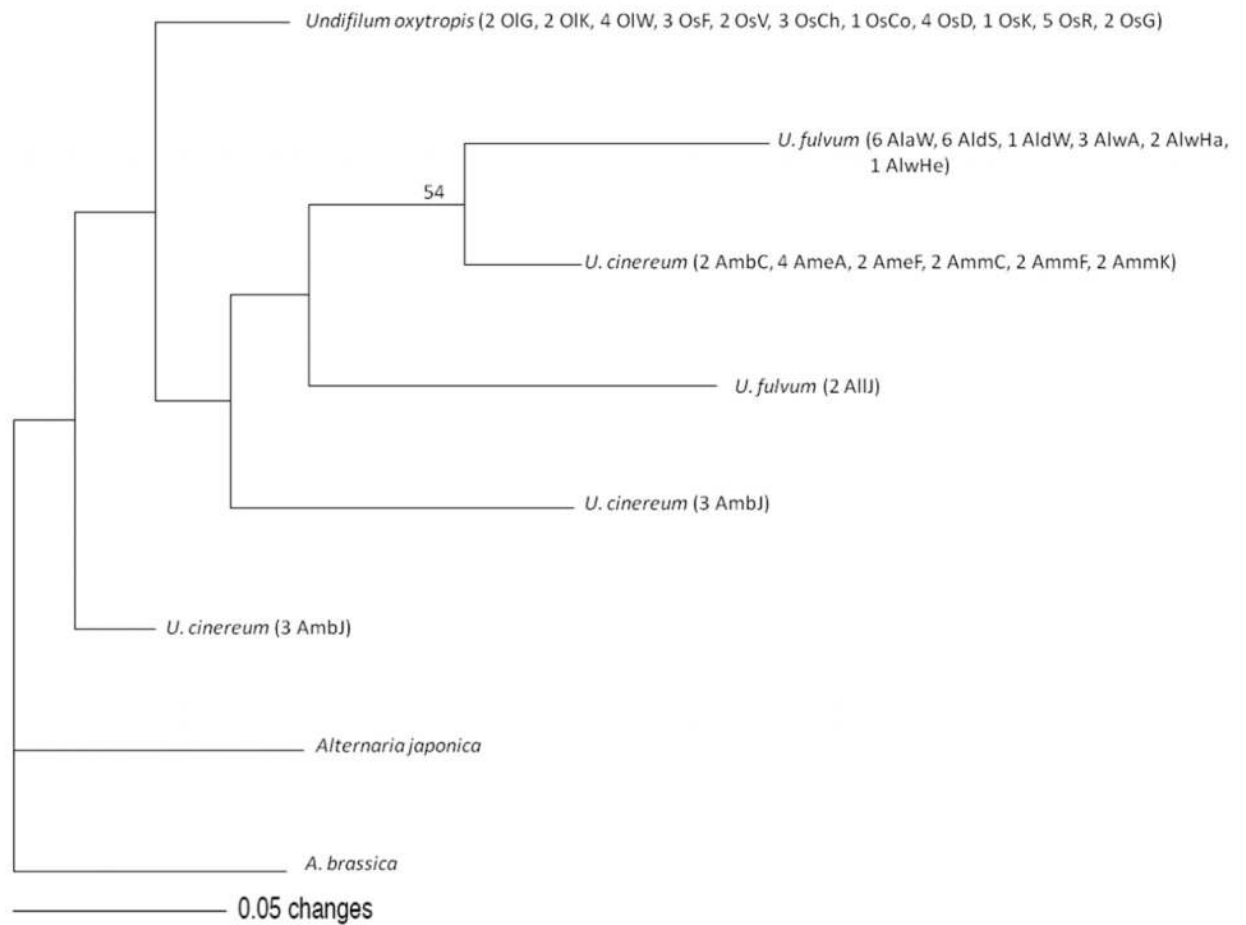 Undifilum oxytropis (2 OlG, 2 OlK, 4 OlW, 3 OsF, 2 OsV, 3 OsCh, 1 OsCo, 4 OsD, 1 OsK, 5 OsR, 2 OsG)
U. fulvum (6 AlaW, 6 AldS, 1 AldW, 3 AlwA, 2 AlwHa,
1 AlwHe)
54
U. cinereum (2 AmbC, 4 AmeA, 2 AmeF, 2 AmmC, 2 AmmF, 2 AmmK)
U. fulvum (2 AllJ)
U. cinereum (3 AmbJ)
U. cinereum (3 AmbJ)
Alternaria japonica
A. brassica
0.05 changes